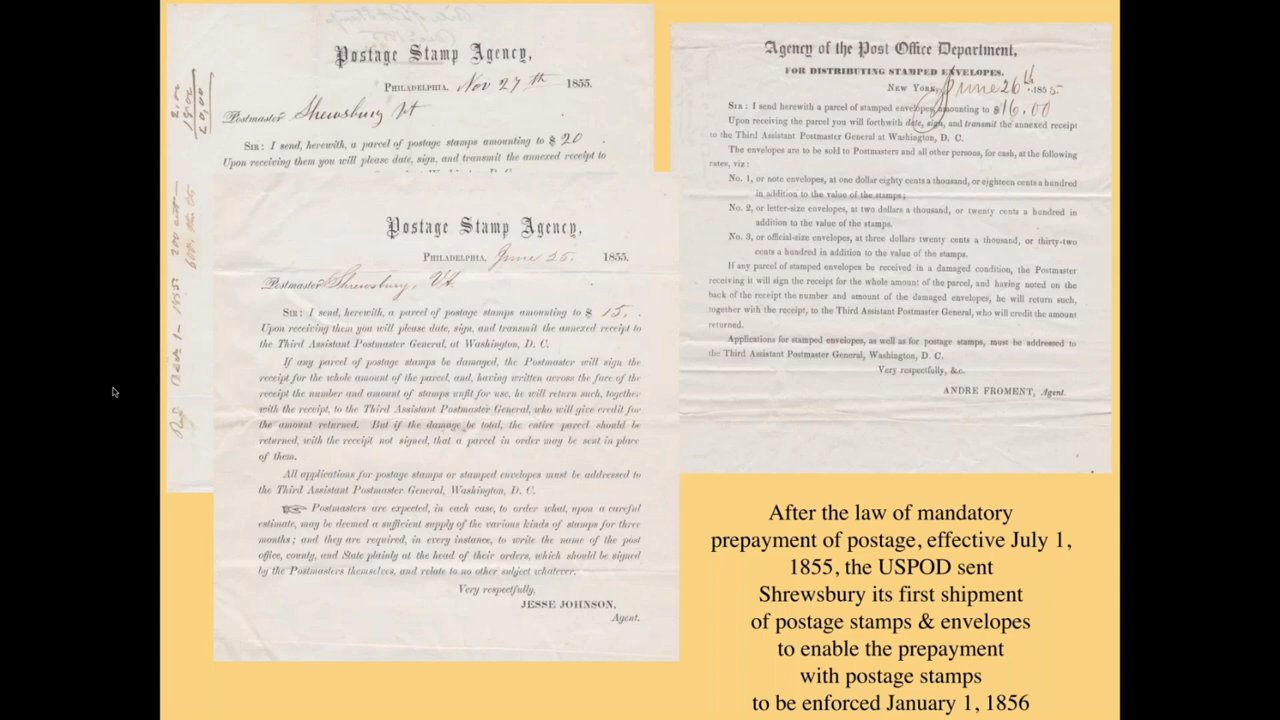 Postage Stamp Agency,
PHILADELPHIA, Nov 27th 1855.
Postmaster Shrewsbury Vt
SIR: I send, herewith, a parcel of postage stamps amounting to $ 20 .
Upon receiving them you will please date, sign, and transmit the annexed receipt to
Postage Stamp Agency,
PHILADELPHIA, June 25. 1855.
Postmaster Shrewsbury, Vt.
SIR: I send, herewith, a parcel of postage stamps amounting to $ 15. .
Upon receiving them you will please date, sign, and transmit the annexed receipt to
the Third Assistant Postmaster General, at Washington, D. C.
If any parcel of postage stamps be damaged, the Postmaster will sign the
receipt for the whole amount of the parcel, and, having written across the face of the
receipt the number and amount of stamps unfit for use, he will return such, together
with the receipt, to the Third Assistant Postmaster General, who will give credit for
the amount returned. But if the damage be total, the entire parcel should be
returned, with the receipt not signed, that a parcel in order may be sent in place
of them.
All applications for postage stamps or stamped envelopes must be addressed to
the Third Assistant Postmaster General, Washington, D. C.
☞ Postmasters are expected, in each case, to order what, upon a careful
estimate, may be deemed a sufficient supply of the various kinds of stamps for three
months; and they are required, in every instance, to write the name of the post
office, county, and State plainly at the head of their orders, which should be signed
by the Postmasters themselves, and relate to no other subject whatever.
Very respectfully,
JESSE JOHNSON,
Agent.
Agency of the Post Office Department,
FOR DISTRIBUTING STAMPED ENVELOPES.
New York, June 26th 1855.
SIR: I send herewith a parcel of stamped envelopes, amounting to $16.00
Upon receiving the parcel you will forthwith date, sign, and transmit the annexed receipt
to the Third Assistant Postmaster General at Washington, D. C.
The envelopes are to be sold to Postmasters and all other persons, for cash, at the following
rates, viz:
No. 1, or note envelopes, at one dollar eighty cents a thousand, or eighteen cents a hundred
in addition to the value of the stamps;
No. 2, or letter-size envelopes, at two dollars a thousand, or twenty cents a hundred in
addition to the value of the stamps.
No. 3, or official-size envelopes, at three dollars twenty cents a thousand, or thirty-two
cents a hundred in addition to the value of the stamps.
If any parcel of stamped envelopes be received in a damaged condition, the Postmaster
receiving it will sign the receipt for the whole amount of the parcel, and having noted on the
back of the receipt the number and amount of the damaged envelopes, he will return such,
together with the receipt, to the Third Assistant Postmaster General, who will credit the amount
returned.
Applications for stamped envelopes, as well as for postage stamps, must be addressed to
the Third Assistant Postmaster General, Washington, D. C.
Very respectfully, &c.
ANDRE FROMENT, Agent.
After the law of mandatory
prepayment of postage, effective July 1,
1855, the USPOD sent
Shrewsbury its first shipment
of postage stamps & envelopes
to enable the prepayment
with postage stamps
to be enforced January 1, 1856